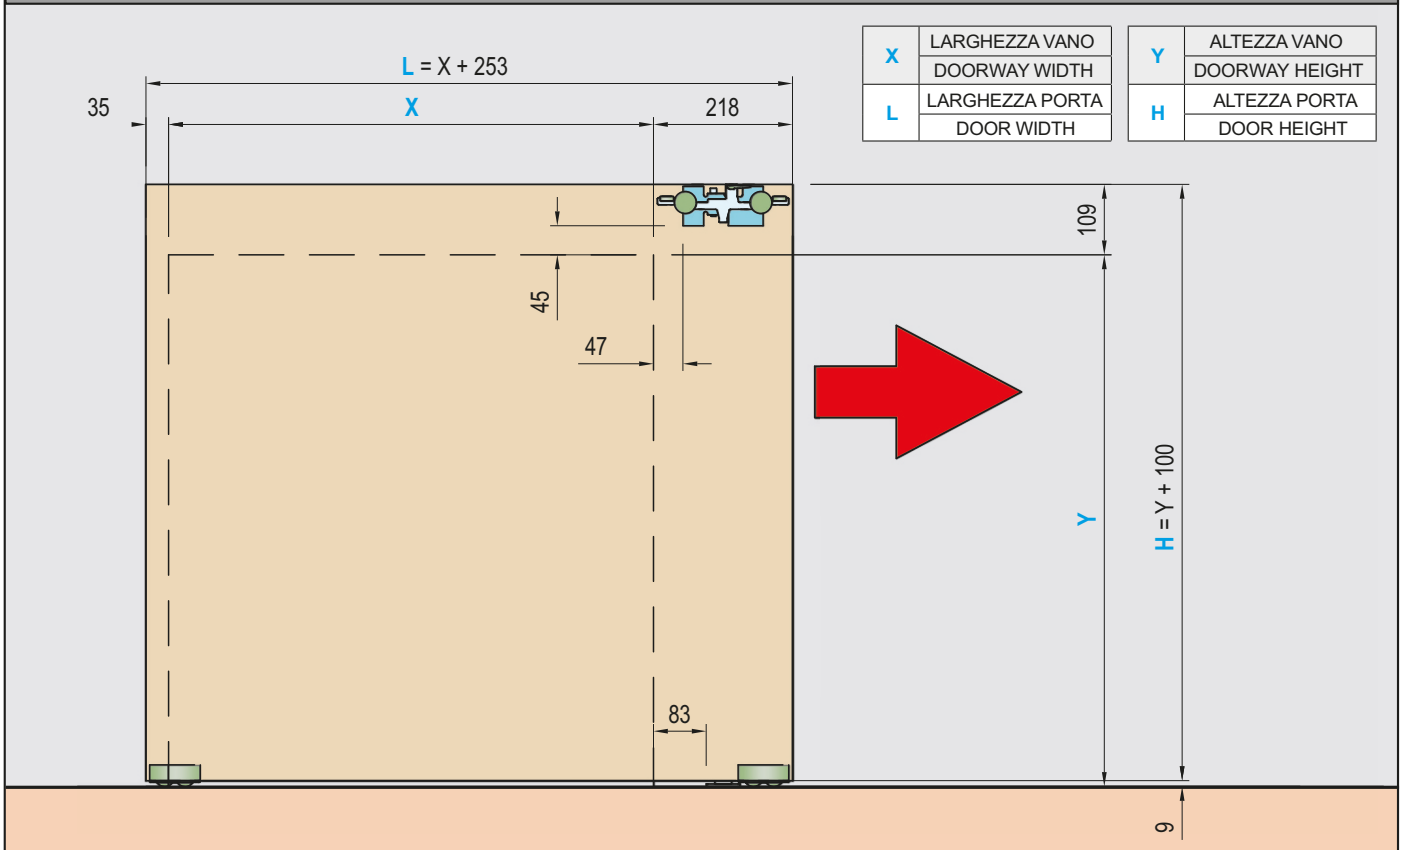 L = X + 253
35
X
218
X
LARGHEZZA VANO
DOORWAY WIDTH
L
LARGHEZZA PORTA
DOOR WIDTH
Y
ALTEZZA VANO
DOORWAY HEIGHT
H
ALTEZZA PORTA
DOOR HEIGHT
109
45
47
Y
H = Y + 100
83
9